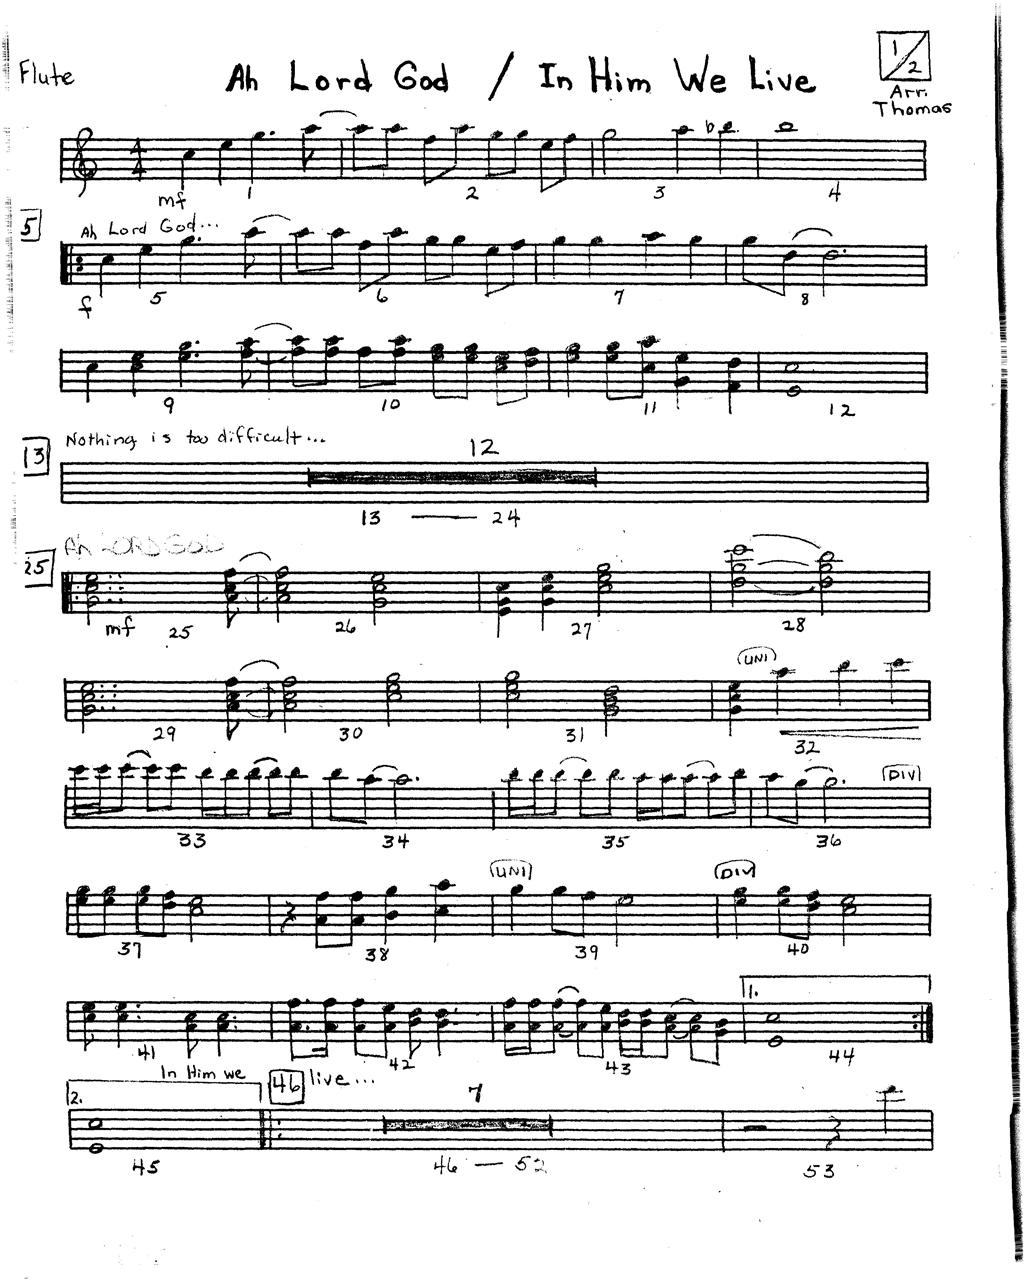 Flute
Ah Lord God / In Him We Live
1/2
Arr.
Thomas
4
4
mf
1 2 3 4
5
Ah Lord God...
f
5 6 7 8
9 10 11 12
13
Nothing is too difficult...
12
13 — 24
25
Ah LORD GOD
mf
25 26 27 28
UNI
29 30 31 32
DIV
33 34 35 36
UNI DIV
37 38 39 40
1.
41 42 43 44
In Him we
46 live...
2.
7
45 46 — 52 53